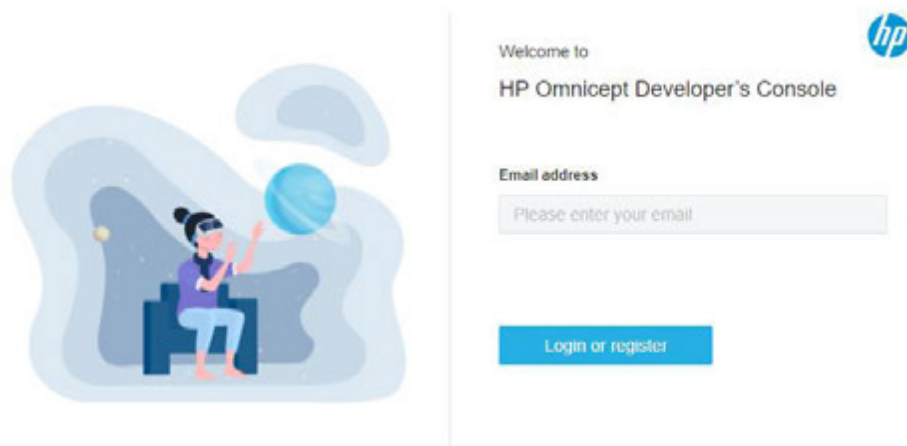 hp
Welcome to
HP Omnicept Developer's Console
Email address
Please enter your email
Login or register